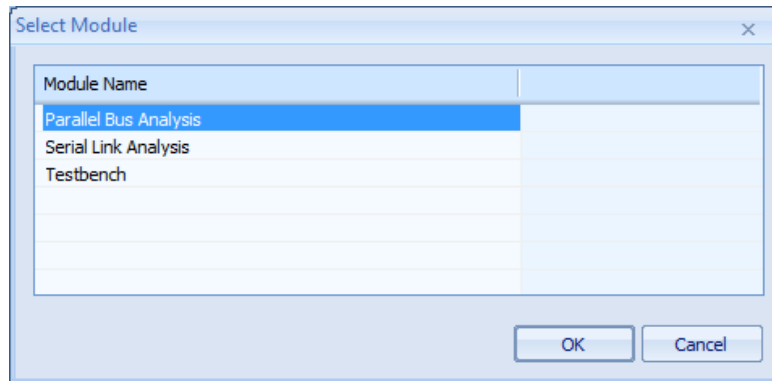 Select Module
Module Name
Parallel Bus Analysis
Serial Link Analysis
Testbench
OK Cancel